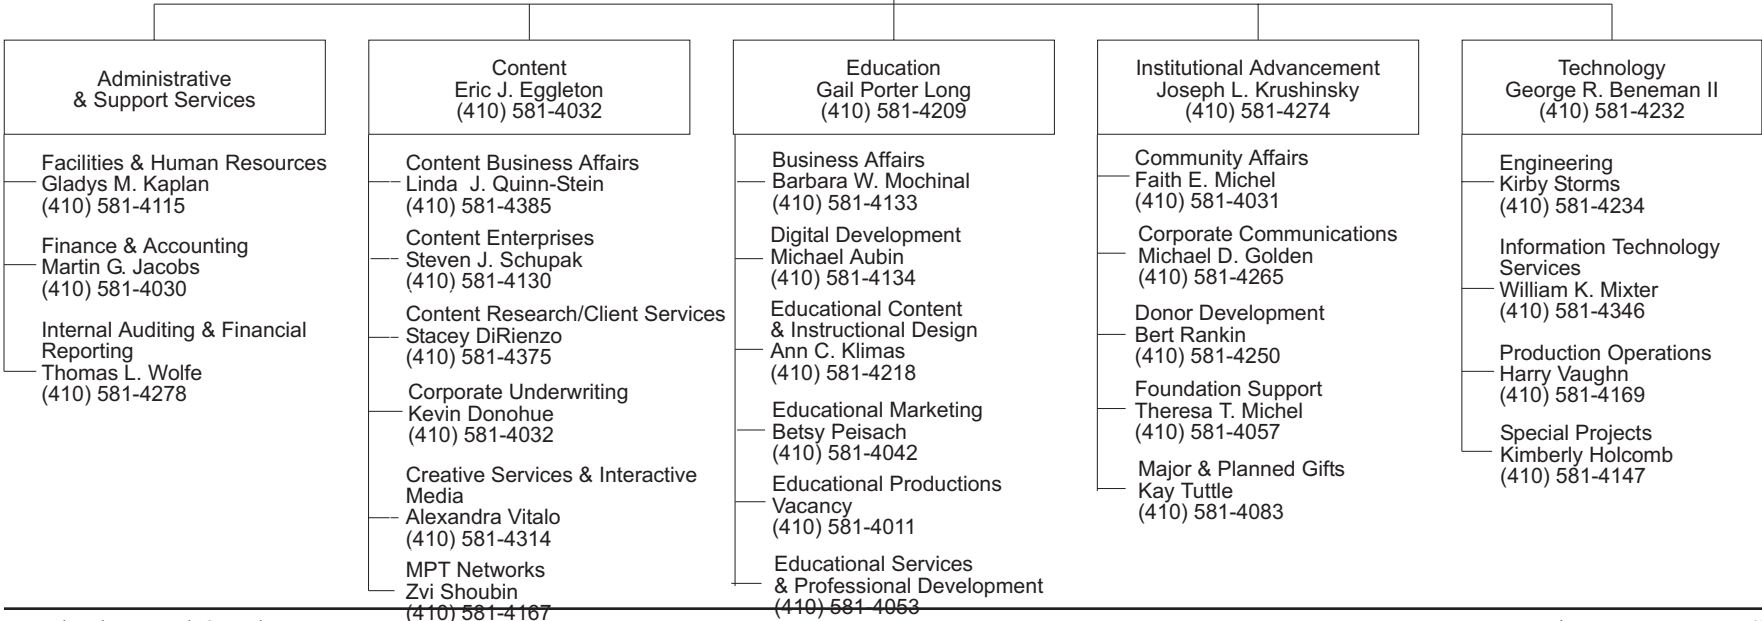 Administrative
& Support Services
Facilities & Human Resources
Gladys M. Kaplan
(410) 581-4115
Finance & Accounting
Martin G. Jacobs
(410) 581-4030
Internal Auditing & Financial
Reporting
Thomas L. Wolfe
(410) 581-4278
Content
Eric J. Eggleton
(410) 581-4032
Content Business Affairs
Linda J. Quinn-Stein
(410) 581-4385
Content Enterprises
Steven J. Schupak
(410) 581-4130
Content Research/Client Services
Stacey DiRienzo
(410) 581-4375
Corporate Underwriting
Kevin Donohue
(410) 581-4032
Creative Services & Interactive
Media
Alexandra Vitalo
(410) 581-4314
MPT Networks
Zvi Shoubin
(410) 581-4167
Education
Gail Porter Long
(410) 581-4209
Business Affairs
Barbara W. Mochinal
(410) 581-4133
Digital Development
Michael Aubin
(410) 581-4134
Educational Content
& Instructional Design
Ann C. Klimas
(410) 581-4218
Educational Marketing
Betsy Peisach
(410) 581-4042
Educational Productions
Vacancy
(410) 581-4011
Educational Services
& Professional Development
(410) 581-4053
Institutional Advancement
Joseph L. Krushinsky
(410) 581-4274
Community Affairs
Faith E. Michel
(410) 581-4031
Corporate Communications
Michael D. Golden
(410) 581-4265
Donor Development
Bert Rankin
(410) 581-4250
Foundation Support
Theresa T. Michel
(410) 581-4057
Major & Planned Gifts
Kay Tuttle
(410) 581-4083
Technology
George R. Beneman II
(410) 581-4232
Engineering
Kirby Storms
(410) 581-4234
Information Technology
Services
William K. Mixter
(410) 581-4346
Production Operations
Harry Vaughn
(410) 581-4169
Special Projects
Kimberly Holcomb
(410) 581-4147